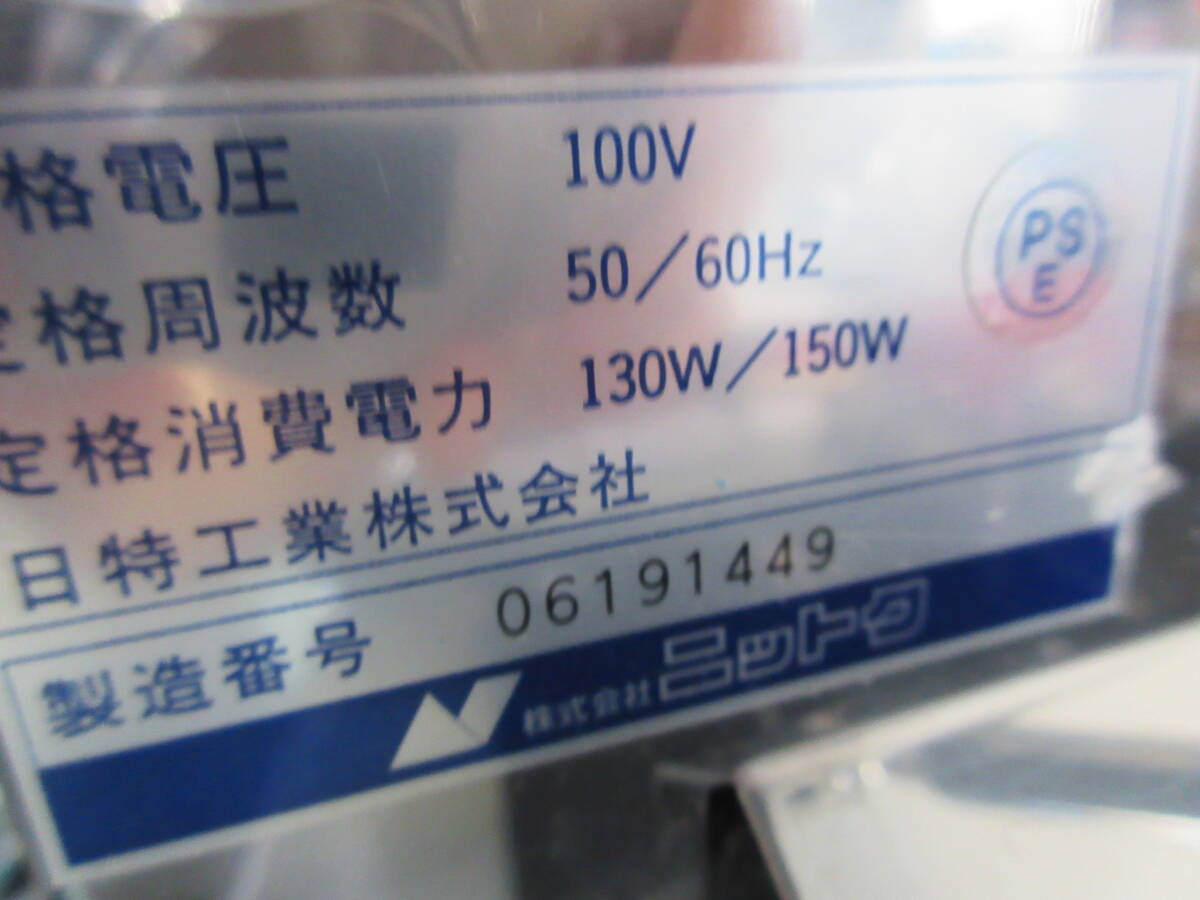 格電圧 100V
定格周波数 50／60Hz
PS
E
定格消費電力 130W／150W
日特工業株式会社
製造番号 06191449
株式会社ニットク